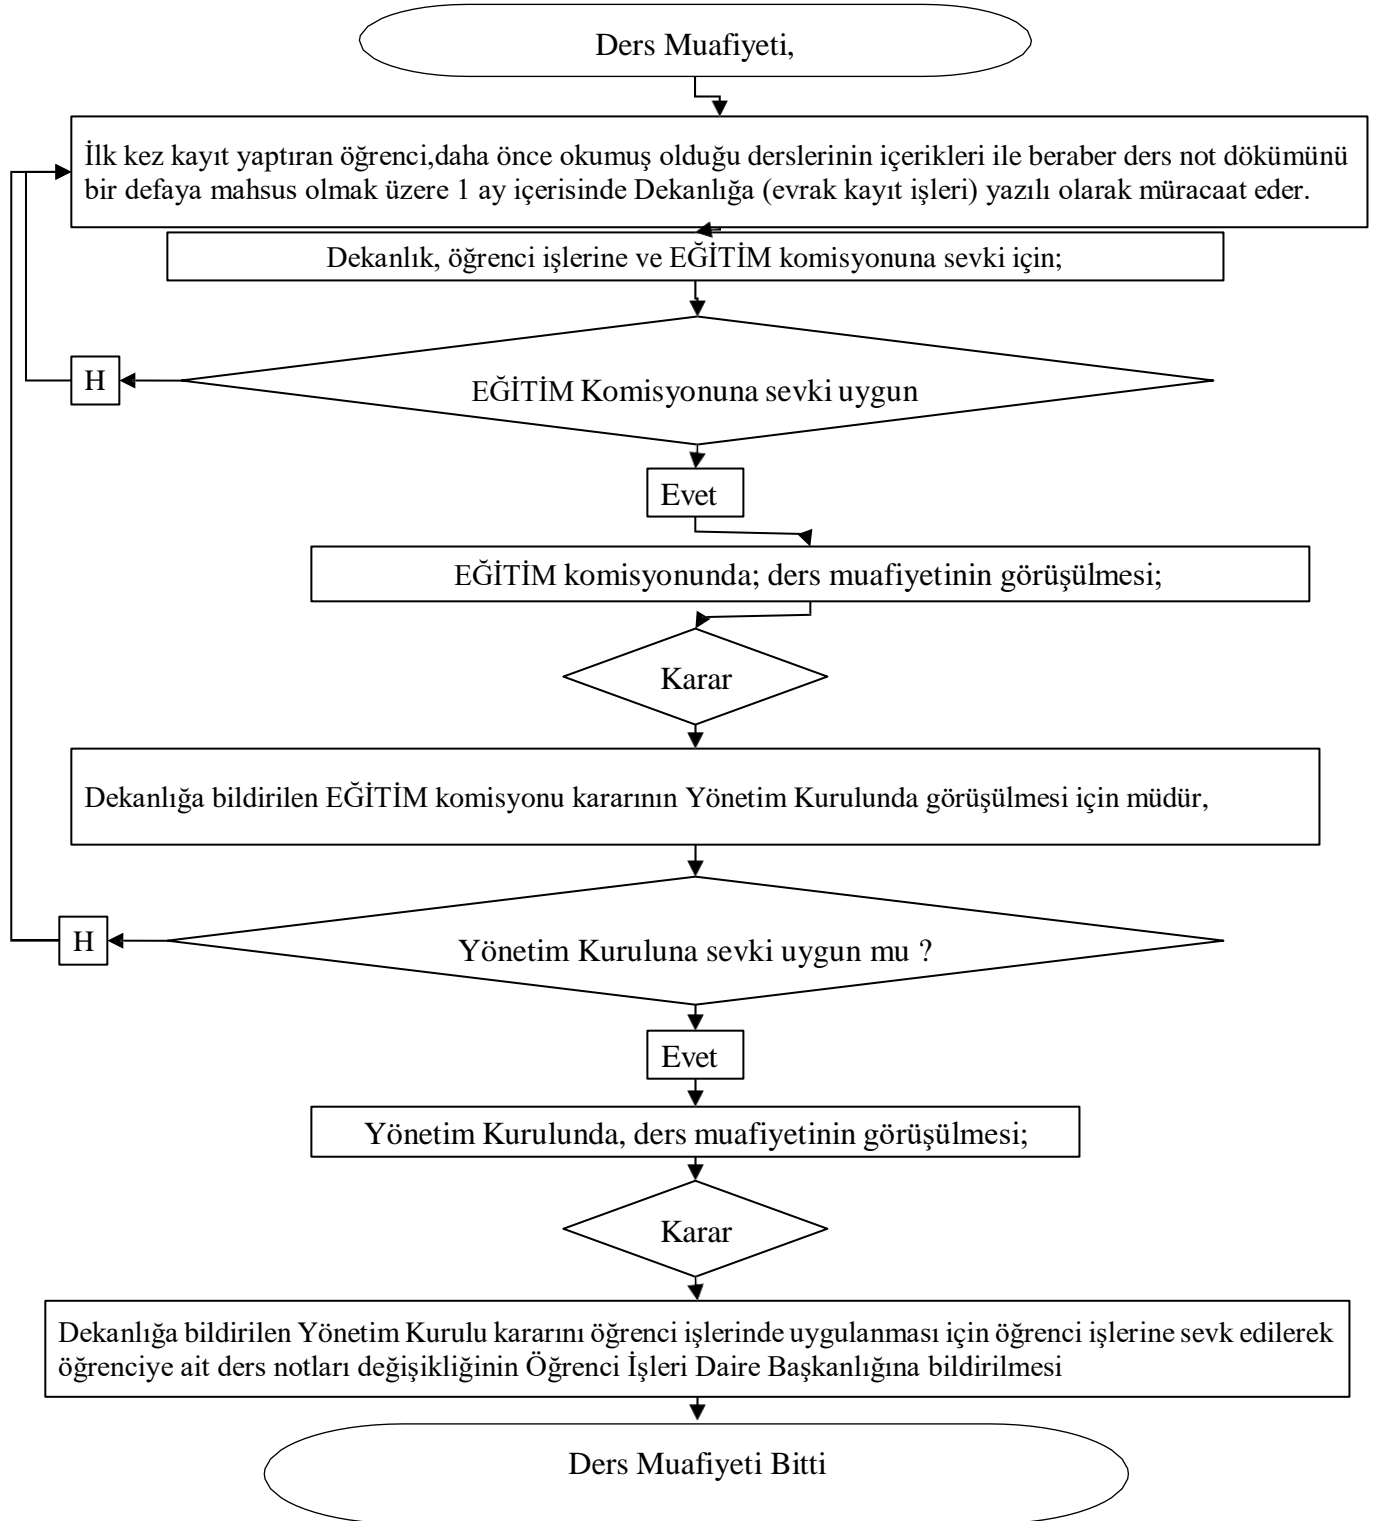 Ders Muafiyeti,
İlk kez kayıt yaptıran öğrenci,daha önce okumuş olduğu derslerinin içerikleri ile beraber ders not dökümünü
bir defaya mahsus olmak üzere 1 ay içerisinde Dekanlığa (evrak kayıt işleri) yazılı olarak müracaat eder.
Dekanlık, öğrenci işlerine ve EĞİTİM komisyonuna sevki için;
H
EĞİTİM Komisyonuna sevki uygun
Evet
EĞİTİM komisyonunda; ders muafiyetinin görüşülmesi;
Karar
Dekanlığa bildirilen EĞİTİM komisyonu kararının Yönetim Kurulunda görüşülmesi için müdür,
H
Yönetim Kuruluna sevki uygun mu ?
Evet
Yönetim Kurulunda, ders muafiyetinin görüşülmesi;
Karar
Dekanlığa bildirilen Yönetim Kurulu kararını öğrenci işlerinde uygulanması için öğrenci işlerine sevk edilerek
öğrenciye ait ders notları değişikliğinin Öğrenci İşleri Daire Başkanlığına bildirilmesi
Ders Muafiyeti Bitti